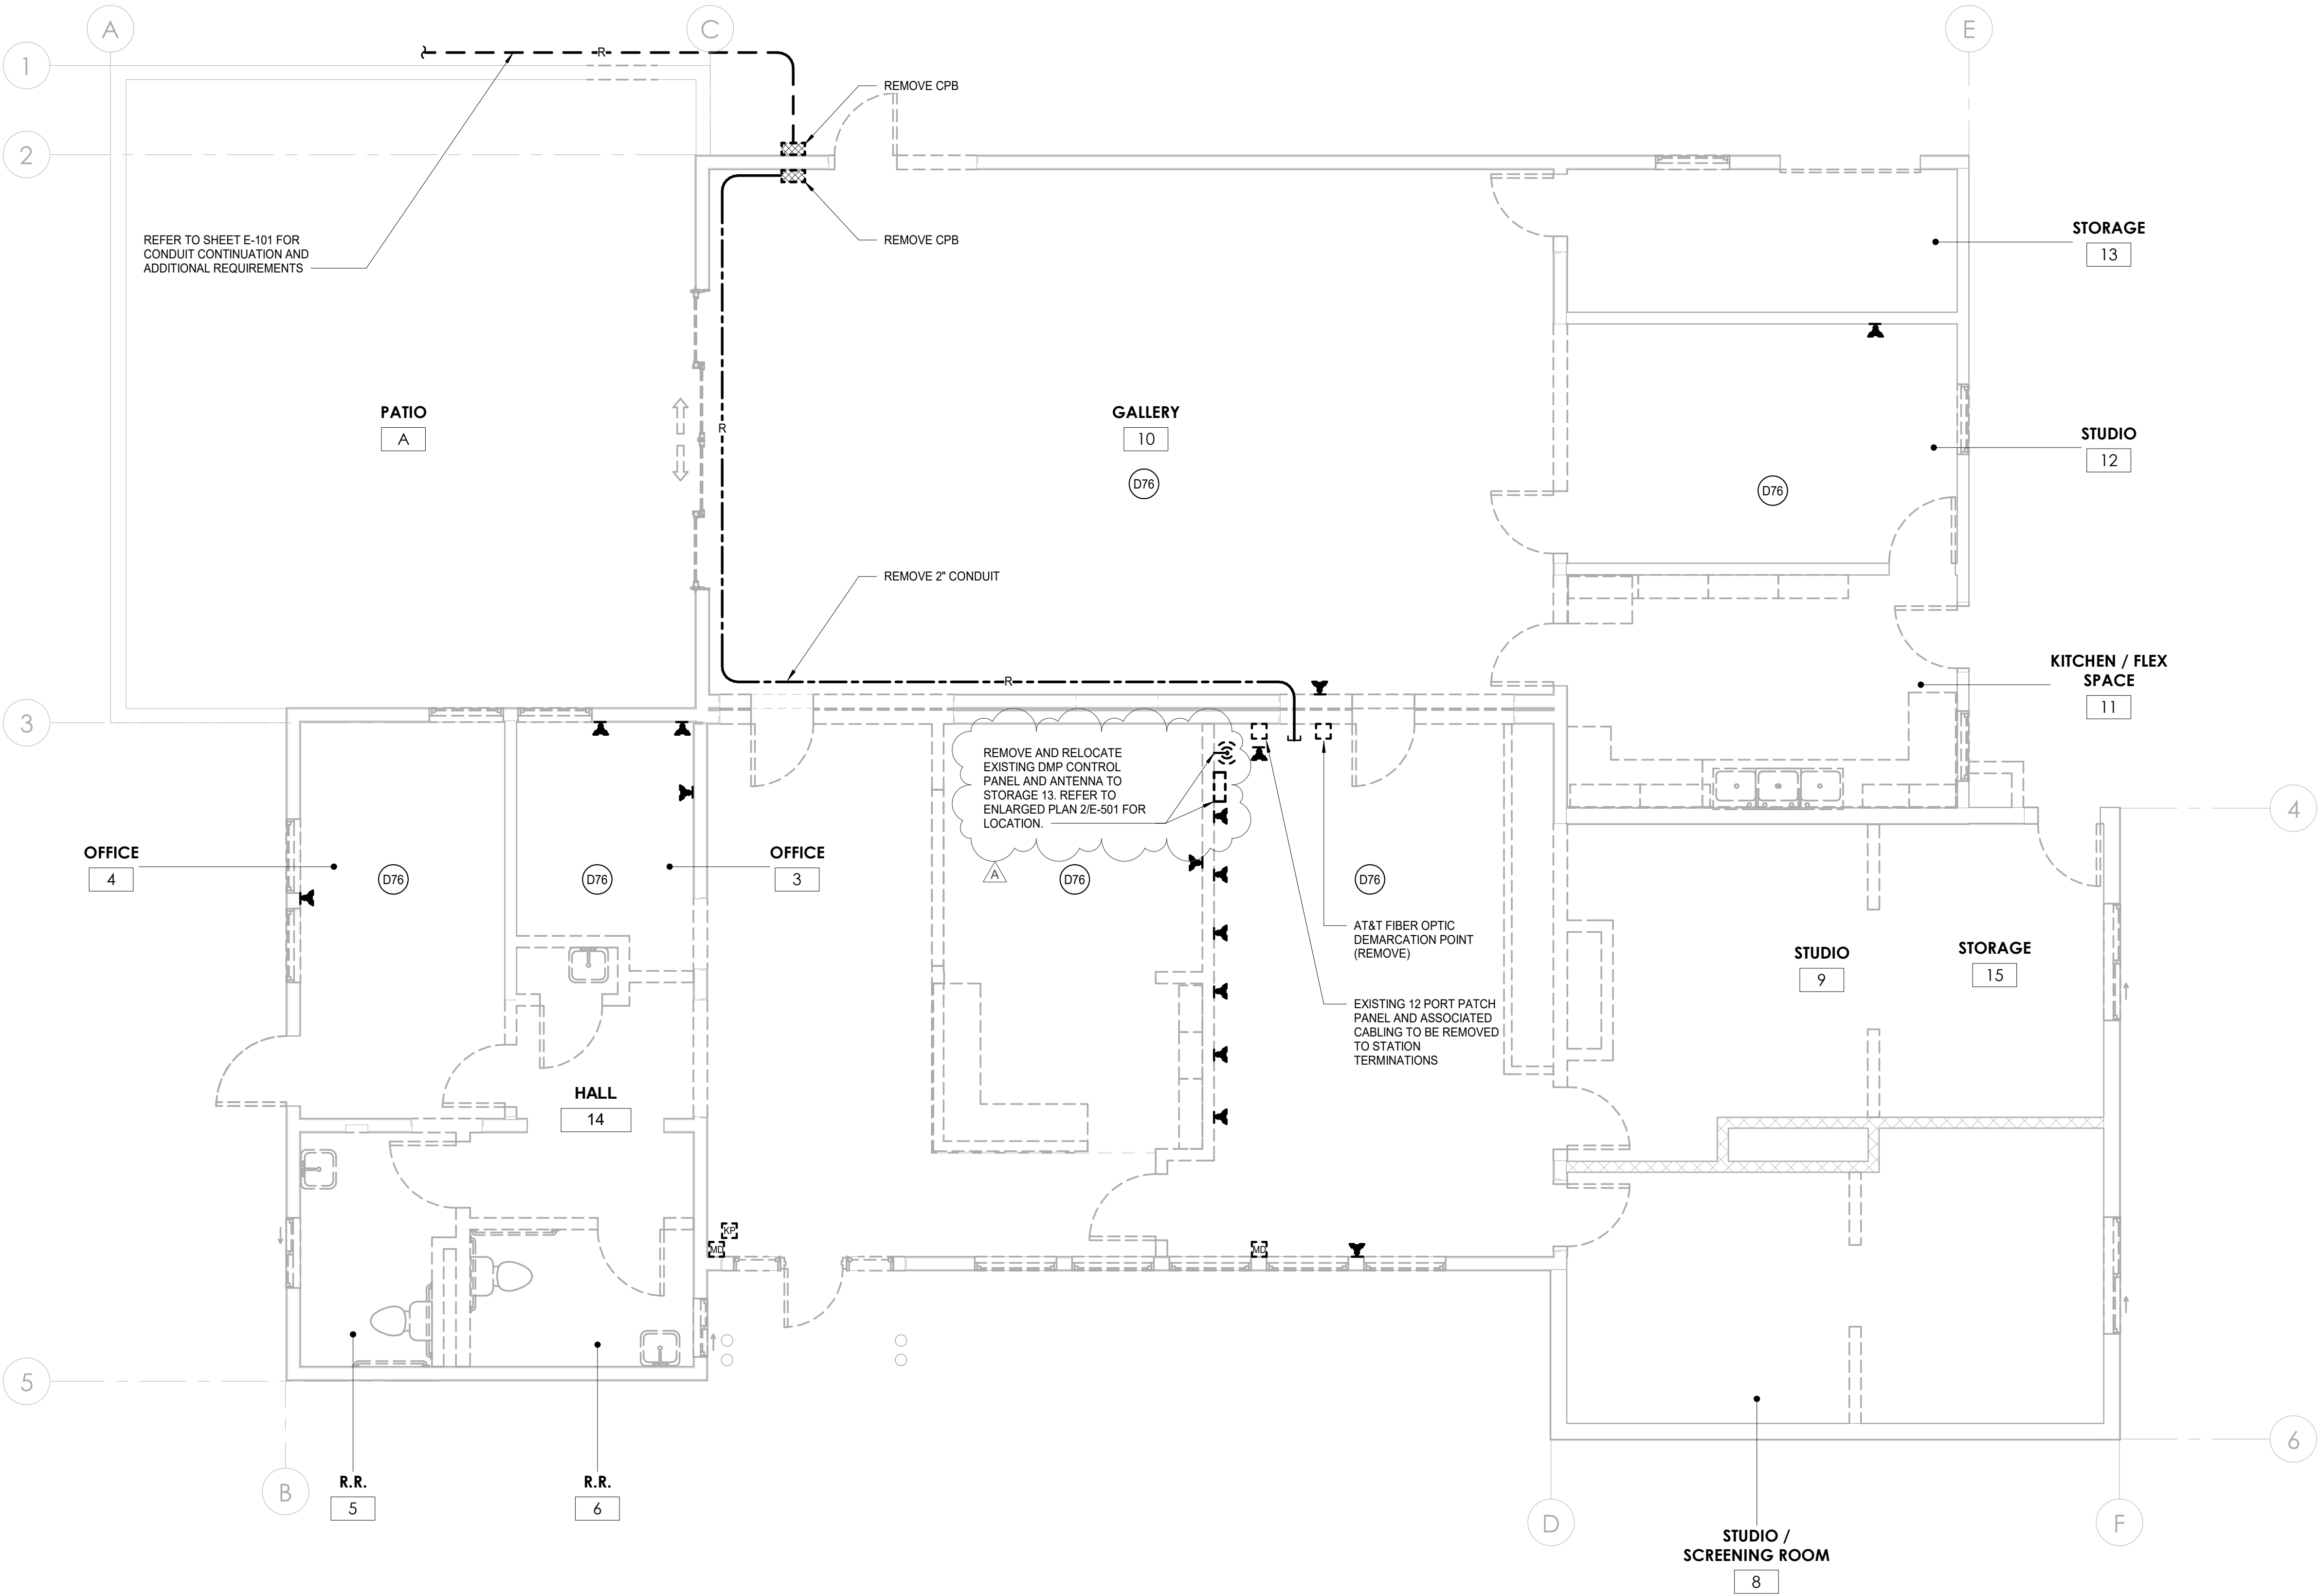 A
C
E
1
R
REMOVE CPB
2
REFER TO SHEET E-101 FOR
CONDUIT CONTINUATION AND
ADDITIONAL REQUIREMENTS
REMOVE CPB
STORAGE
13
PATIO
A
R
GALLERY
10
D76
STUDIO
12
D76
REMOVE 2" CONDUIT
R
KITCHEN / FLEX
SPACE
11
3
REMOVE AND RELOCATE
EXISTING DMP CONTROL
PANEL AND ANTENNA TO
STORAGE 13. REFER TO
ENLARGED PLAN 2/E-501 FOR
LOCATION.
A
4
OFFICE
4
D76
D76
OFFICE
3
D76
D76
AT&T FIBER OPTIC
DEMARCATION POINT
(REMOVE)
EXISTING 12 PORT PATCH
PANEL AND ASSOCIATED
CABLING TO BE REMOVED
TO STATION
TERMINATIONS
STUDIO
9
STORAGE
15
HALL
14
KP
MD
MD
5
6
B
R.R.
5
R.R.
6
D
F
STUDIO /
SCREENING ROOM
8